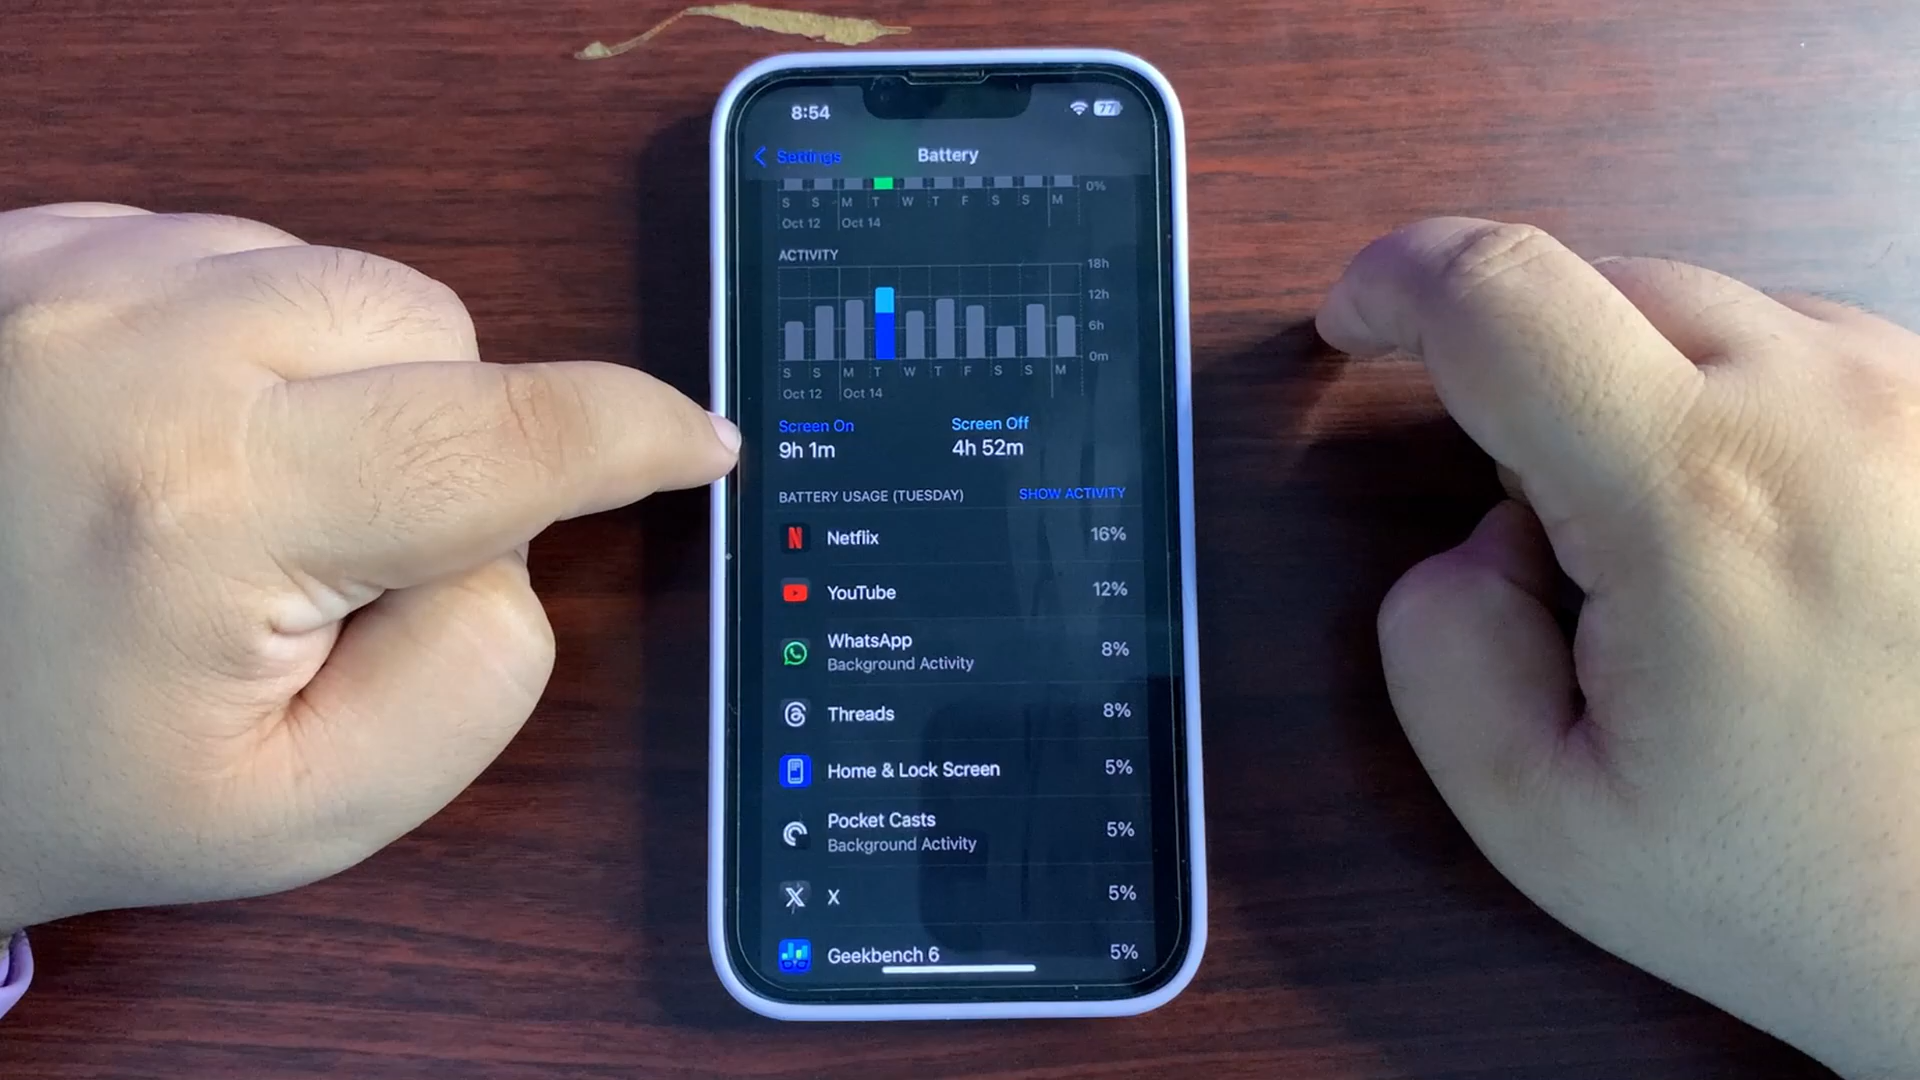 8:54
77
Settings
Battery
0%
S S M T W T F S S M
Oct 12 Oct 14
ACTIVITY
18h
12h
6h
0m
S S M T W T F S S M
Oct 12 Oct 14
Screen On Screen Off
9h 1m 4h 52m
BATTERY USAGE (TUESDAY) SHOW ACTIVITY
Netflix 16%
YouTube 12%
WhatsApp 8%
Background Activity
Threads 8%
Home & Lock Screen 5%
Pocket Casts 5%
Background Activity
X 5%
Geekbench 6 5%